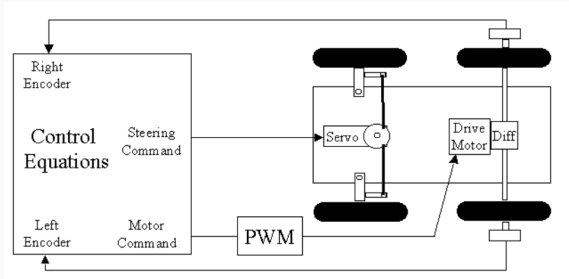 Right
Encoder
Control
Equations
Steering
Command
Left
Encoder
Motor
Command
PWM
Servo
Drive
Motor
Diff